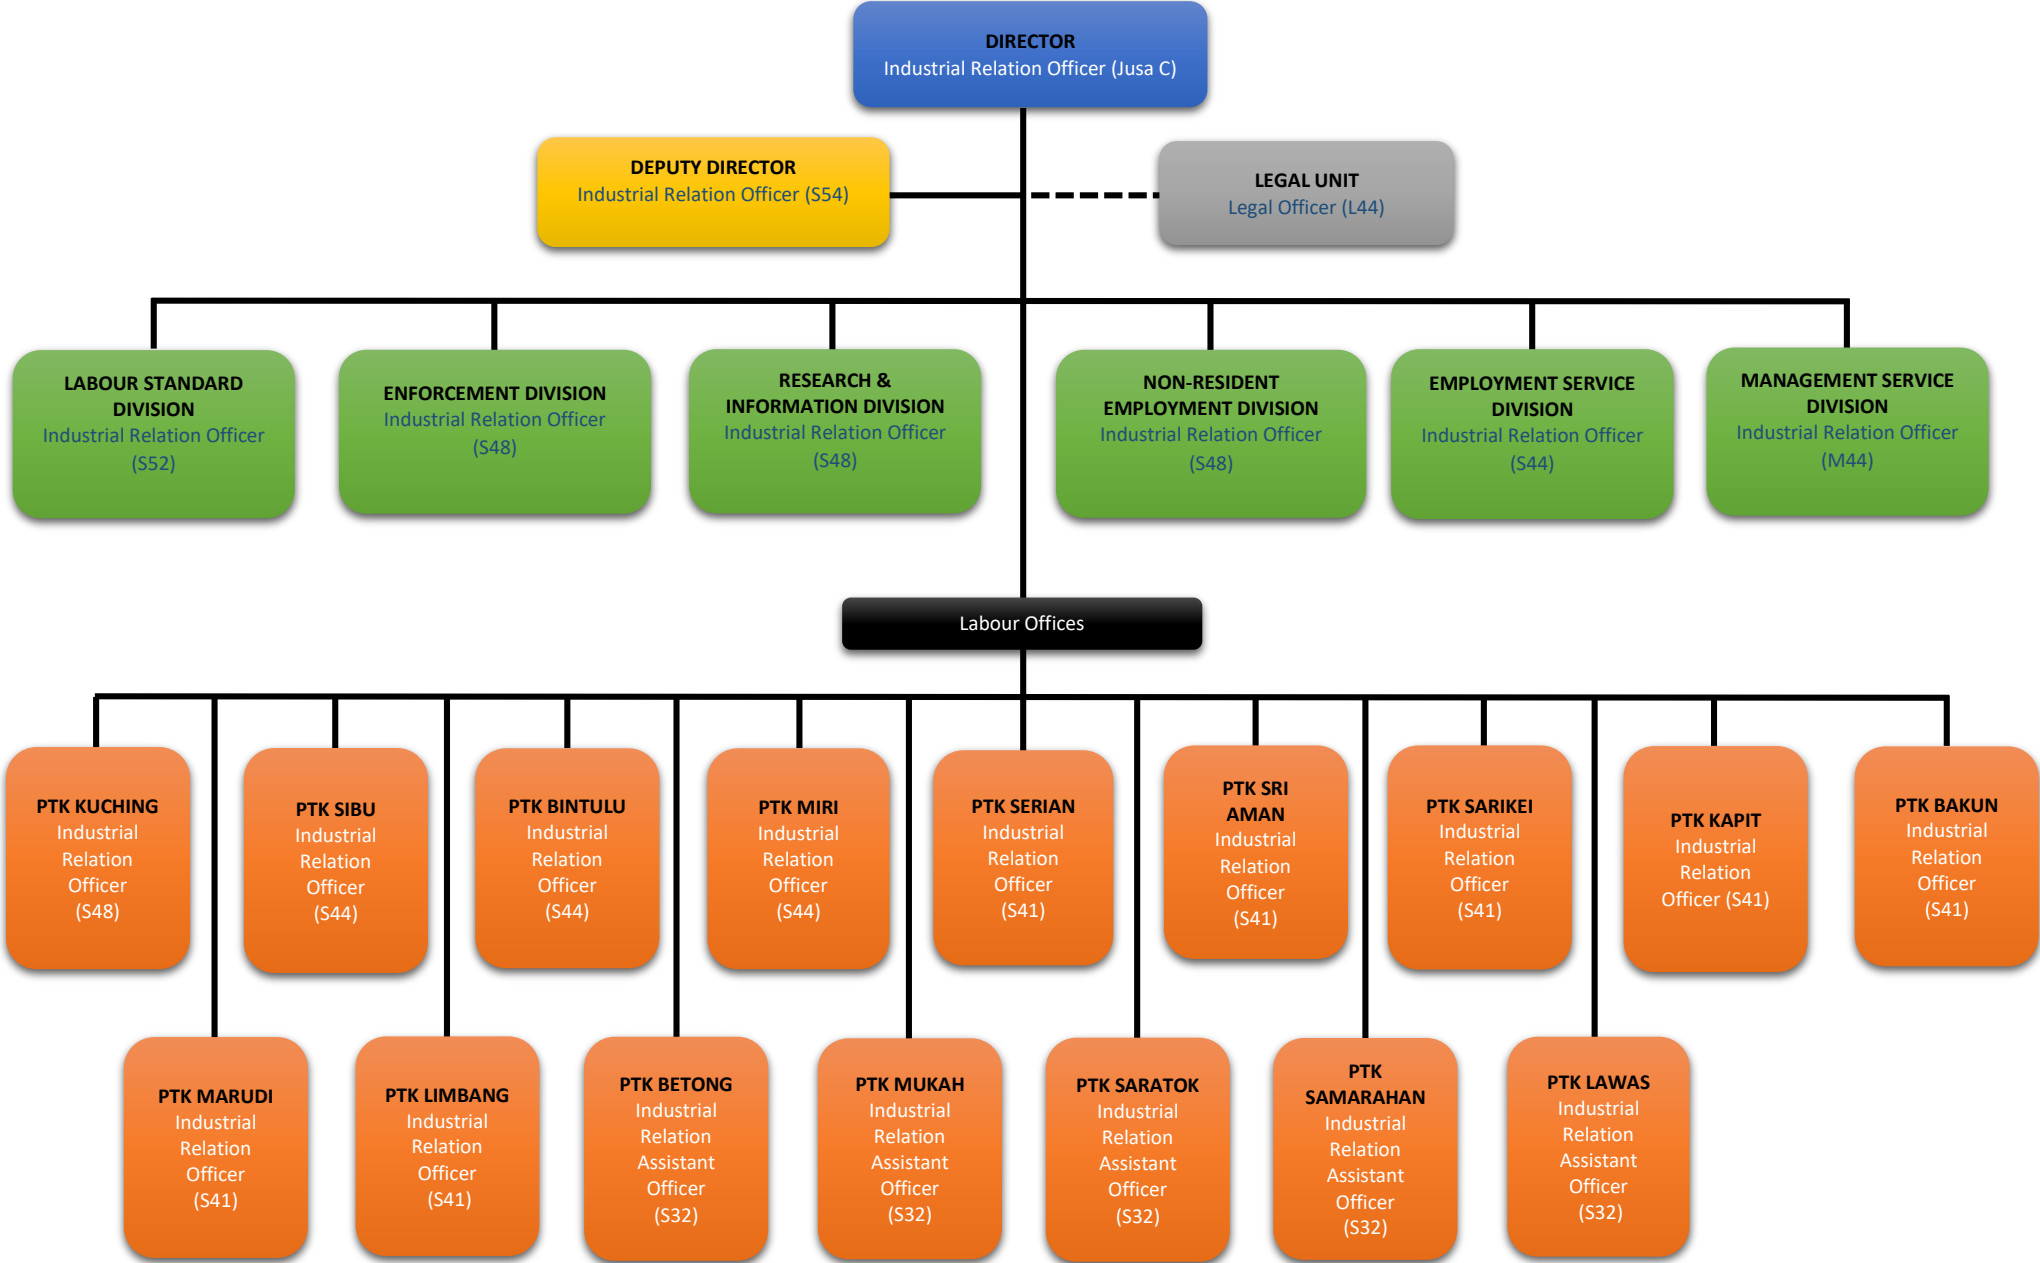 DIRECTOR
Industrial Relation Officer (Jusa C)
DEPUTY DIRECTOR
Industrial Relation Officer (S54)
LEGAL UNIT
Legal Officer (L44)
LABOUR STANDARD
DIVISION
Industrial Relation Officer
(S52)
ENFORCEMENT DIVISION
Industrial Relation Officer
(S48)
RESEARCH &
INFORMATION DIVISION
Industrial Relation Officer
(S48)
NON-RESIDENT
EMPLOYMENT DIVISION
Industrial Relation Officer
(S48)
EMPLOYMENT SERVICE
DIVISION
Industrial Relation Officer
(S44)
MANAGEMENT SERVICE
DIVISION
Industrial Relation Officer
(M44)
Labour Offices
PTK KUCHING
Industrial
Relation
Officer
(S48)
PTK SIBU
Industrial
Relation
Officer
(S44)
PTK BINTULU
Industrial
Relation
Officer
(S44)
PTK MIRI
Industrial
Relation
Officer
(S44)
PTK SERIAN
Industrial
Relation
Officer
(S41)
PTK SRI
AMAN
Industrial
Relation
Officer
(S41)
PTK SARIKEI
Industrial
Relation
Officer
(S41)
PTK KAPIT
Industrial
Relation
Officer (S41)
PTK BAKUN
Industrial
Relation
Officer
(S41)
PTK MARUDI
Industrial
Relation
Officer
(S41)
PTK LIMBANG
Industrial
Relation
Officer
(S41)
PTK BETONG
Industrial
Relation
Assistant
Officer
(S32)
PTK MUKAH
Industrial
Relation
Assistant
Officer
(S32)
PTK SARATOK
Industrial
Relation
Assistant
Officer
(S32)
PTK
SAMARAHAN
Industrial
Relation
Assistant
Officer
(S32)
PTK LAWAS
Industrial
Relation
Assistant
Officer
(S32)